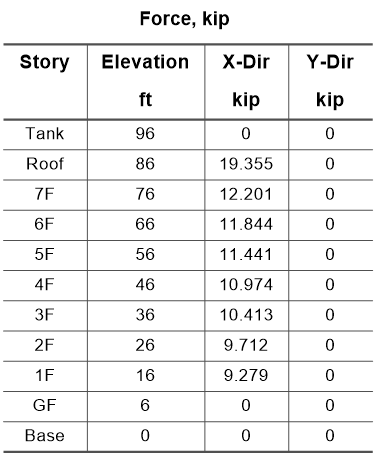 Force, kip
Story Elevation X-Dir Y-Dir
ft kip kip
Tank 96 0 0
Roof 86 19.355 0
7F 76 12.201 0
6F 66 11.844 0
5F 56 11.441 0
4F 46 10.974 0
3F 36 10.413 0
2F 26 9.712 0
1F 16 9.279 0
GF 6 0 0
Base 0 0 0